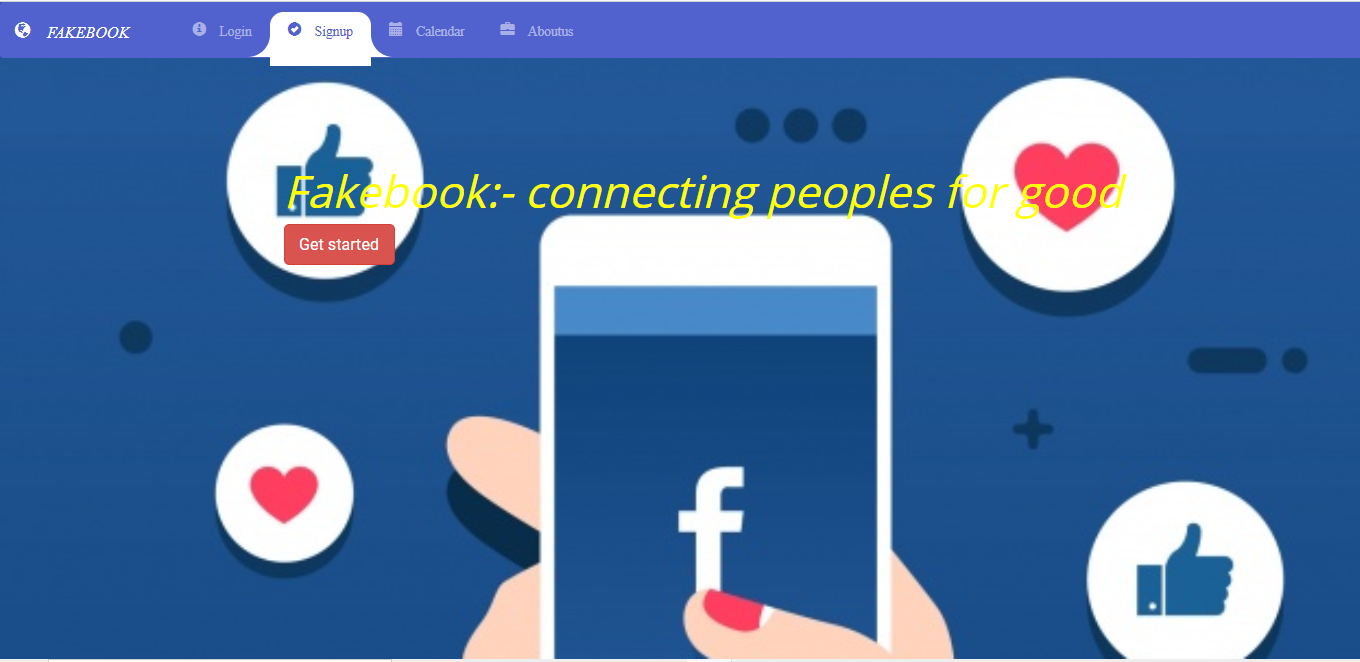 FAKEBOOK Login Signup Calendar Aboutus
Fakebook:- connecting peoples for good
Get started
f